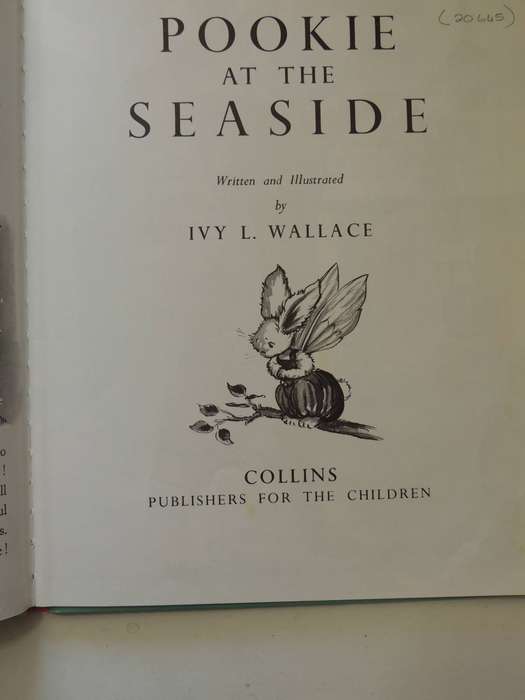 (20445)
POOKIE
AT THE
SEASIDE
Written and Illustrated
by
IVY L. WALLACE
COLLINS
PUBLISHERS FOR THE CHILDREN